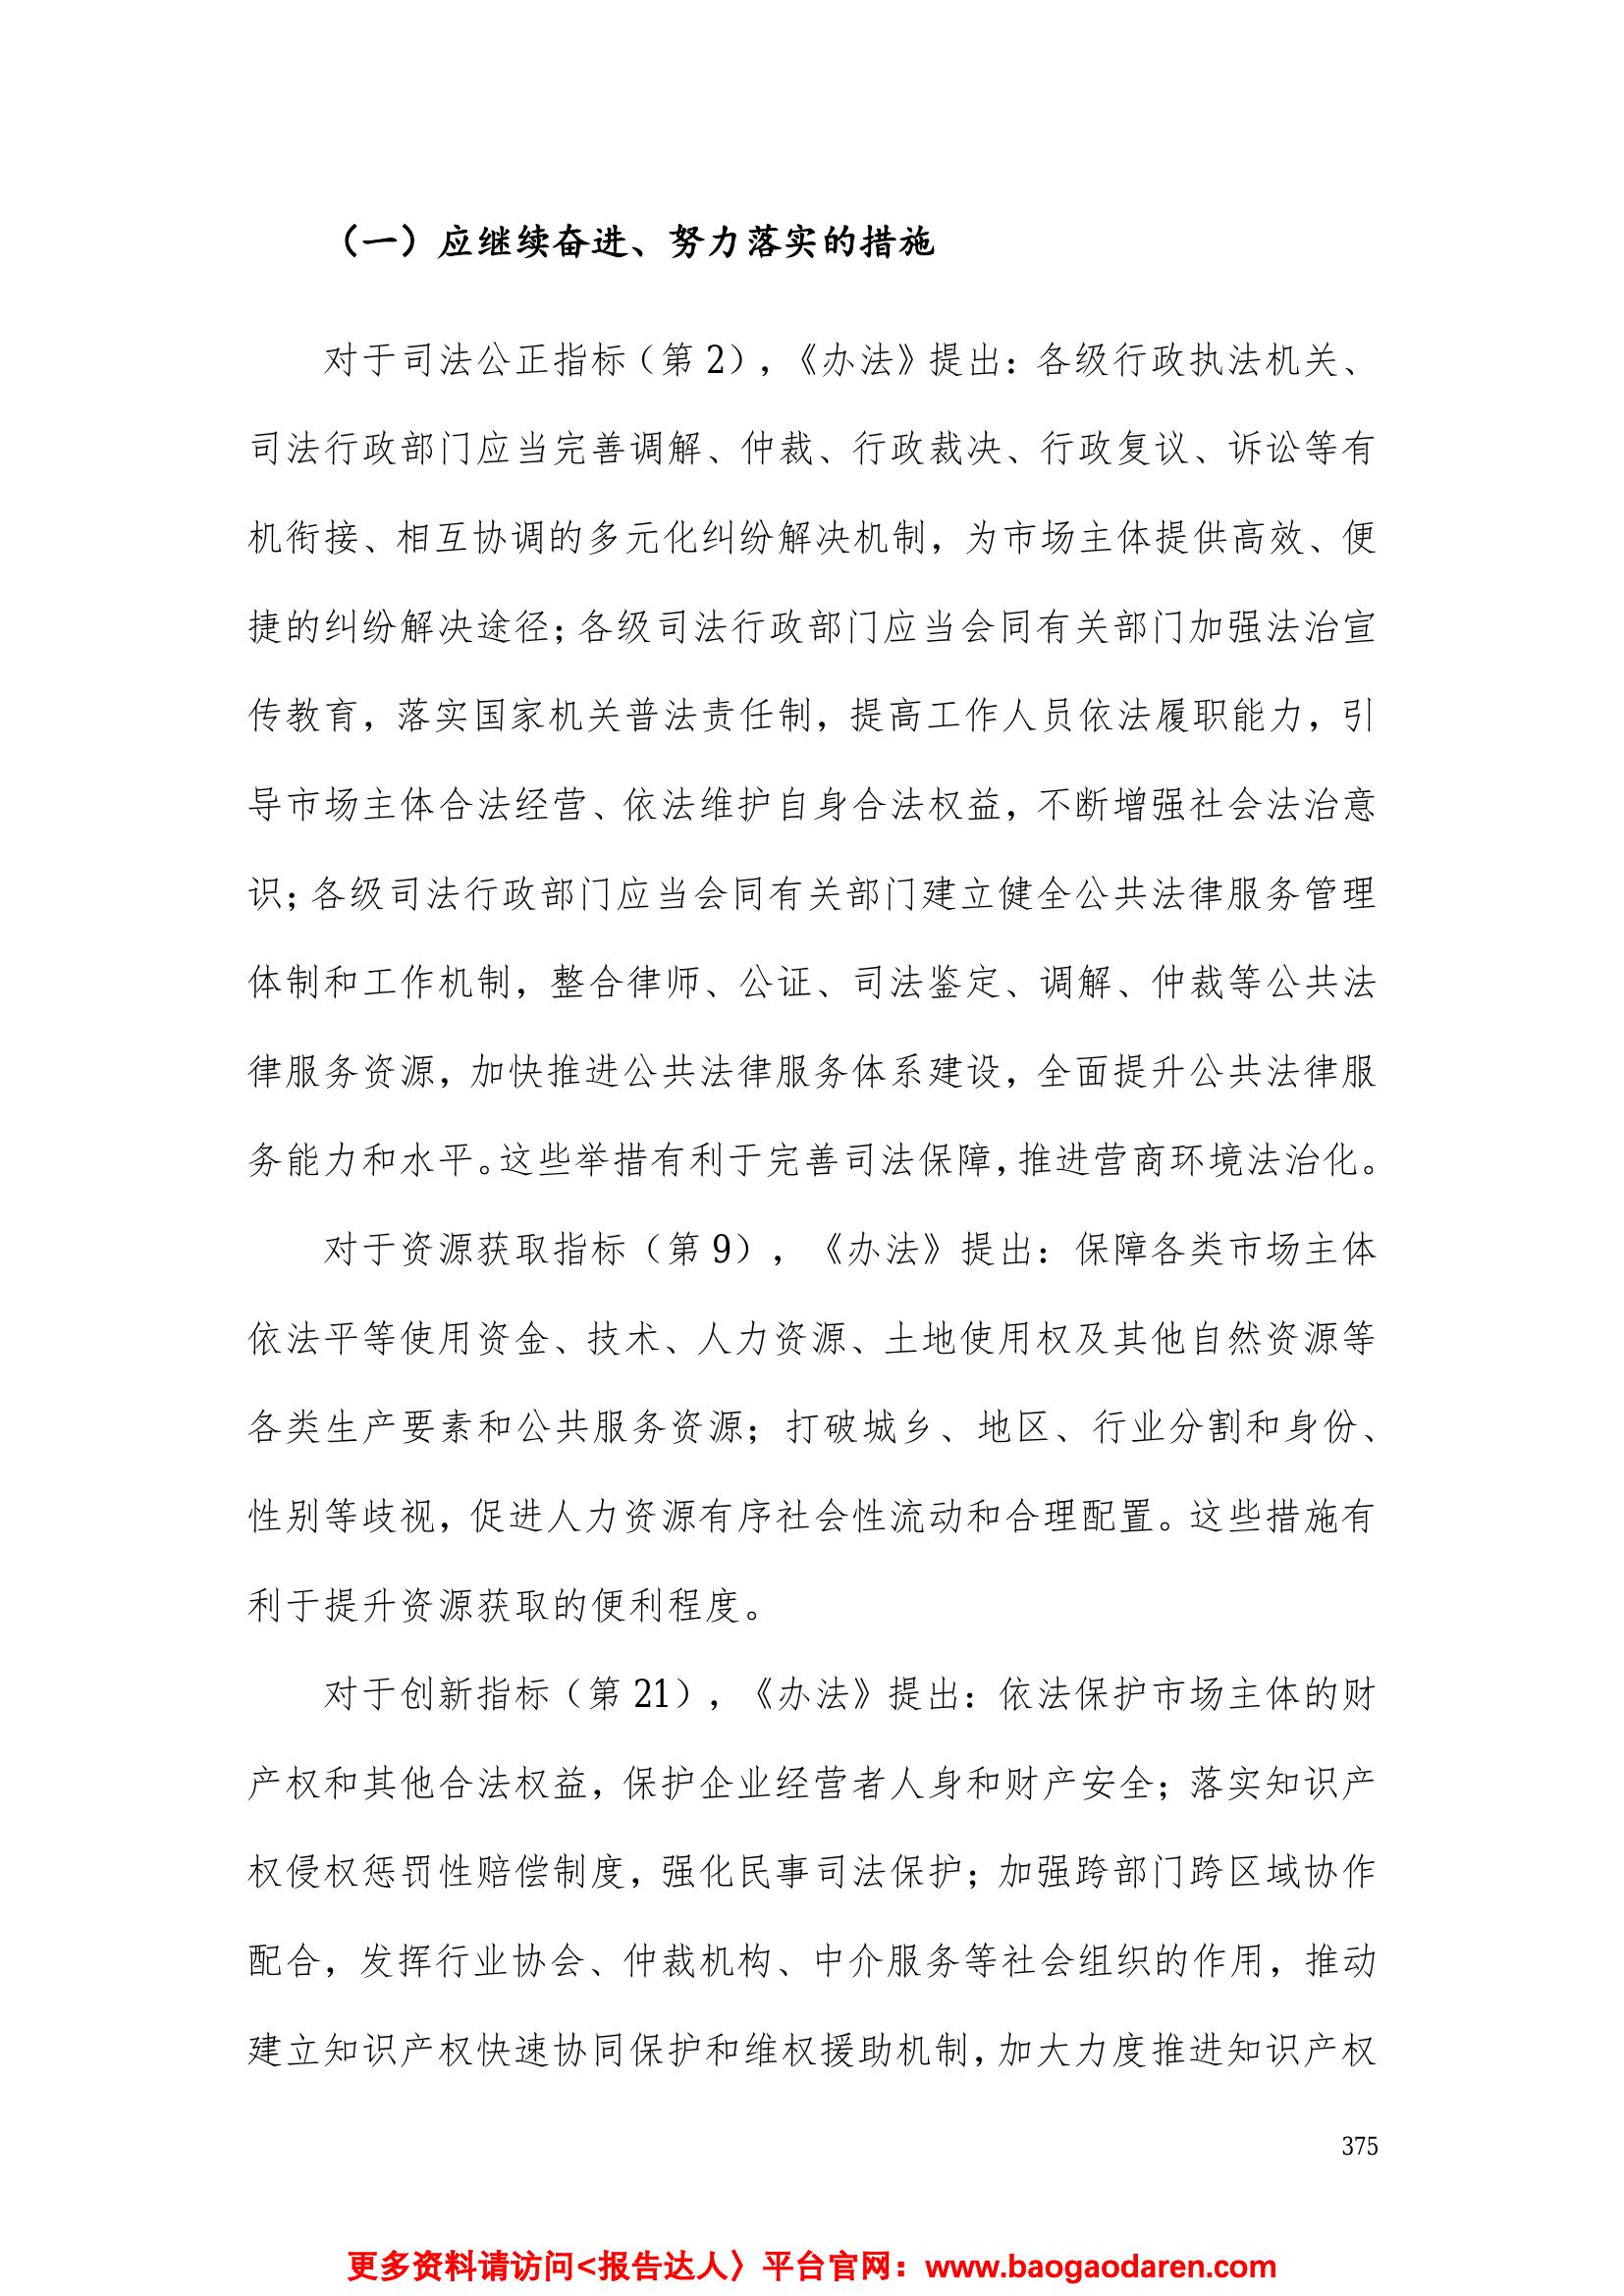 （一）应继续奋进、努力落实的措施
对于司法公正指标（第 2），《办法》提出：各级行政执法机关、
司法行政部门应当完善调解、仲裁、行政裁决、行政复议、诉讼等有
机衔接、相互协调的多元化纠纷解决机制，为市场主体提供高效、便
捷的纠纷解决途径；各级司法行政部门应当会同有关部门加强法治宣
传教育，落实国家机关普法责任制，提高工作人员依法履职能力，引
导市场主体合法经营、依法维护自身合法权益，不断增强社会法治意
识；各级司法行政部门应当会同有关部门建立健全公共法律服务管理
体制和工作机制，整合律师、公证、司法鉴定、调解、仲裁等公共法
律服务资源，加快推进公共法律服务体系建设，全面提升公共法律服
务能力和水平。这些举措有利于完善司法保障，推进营商环境法治化。
对于资源获取指标（第 9），《办法》提出：保障各类市场主体
依法平等使用资金、技术、人力资源、土地使用权及其他自然资源等
各类生产要素和公共服务资源；打破城乡、地区、行业分割和身份、
性别等歧视，促进人力资源有序社会性流动和合理配置。这些措施有
利于提升资源获取的便利程度。
对于创新指标（第 21），《办法》提出：依法保护市场主体的财
产权和其他合法权益，保护企业经营者人身和财产安全；落实知识产
权侵权惩罚性赔偿制度，强化民事司法保护；加强跨部门跨区域协作
配合，发挥行业协会、仲裁机构、中介服务等社会组织的作用，推动
建立知识产权快速协同保护和维权援助机制，加大力度推进知识产权
375
更多资料请访问<报告达人〉平台官网：www.baogaodaren.com